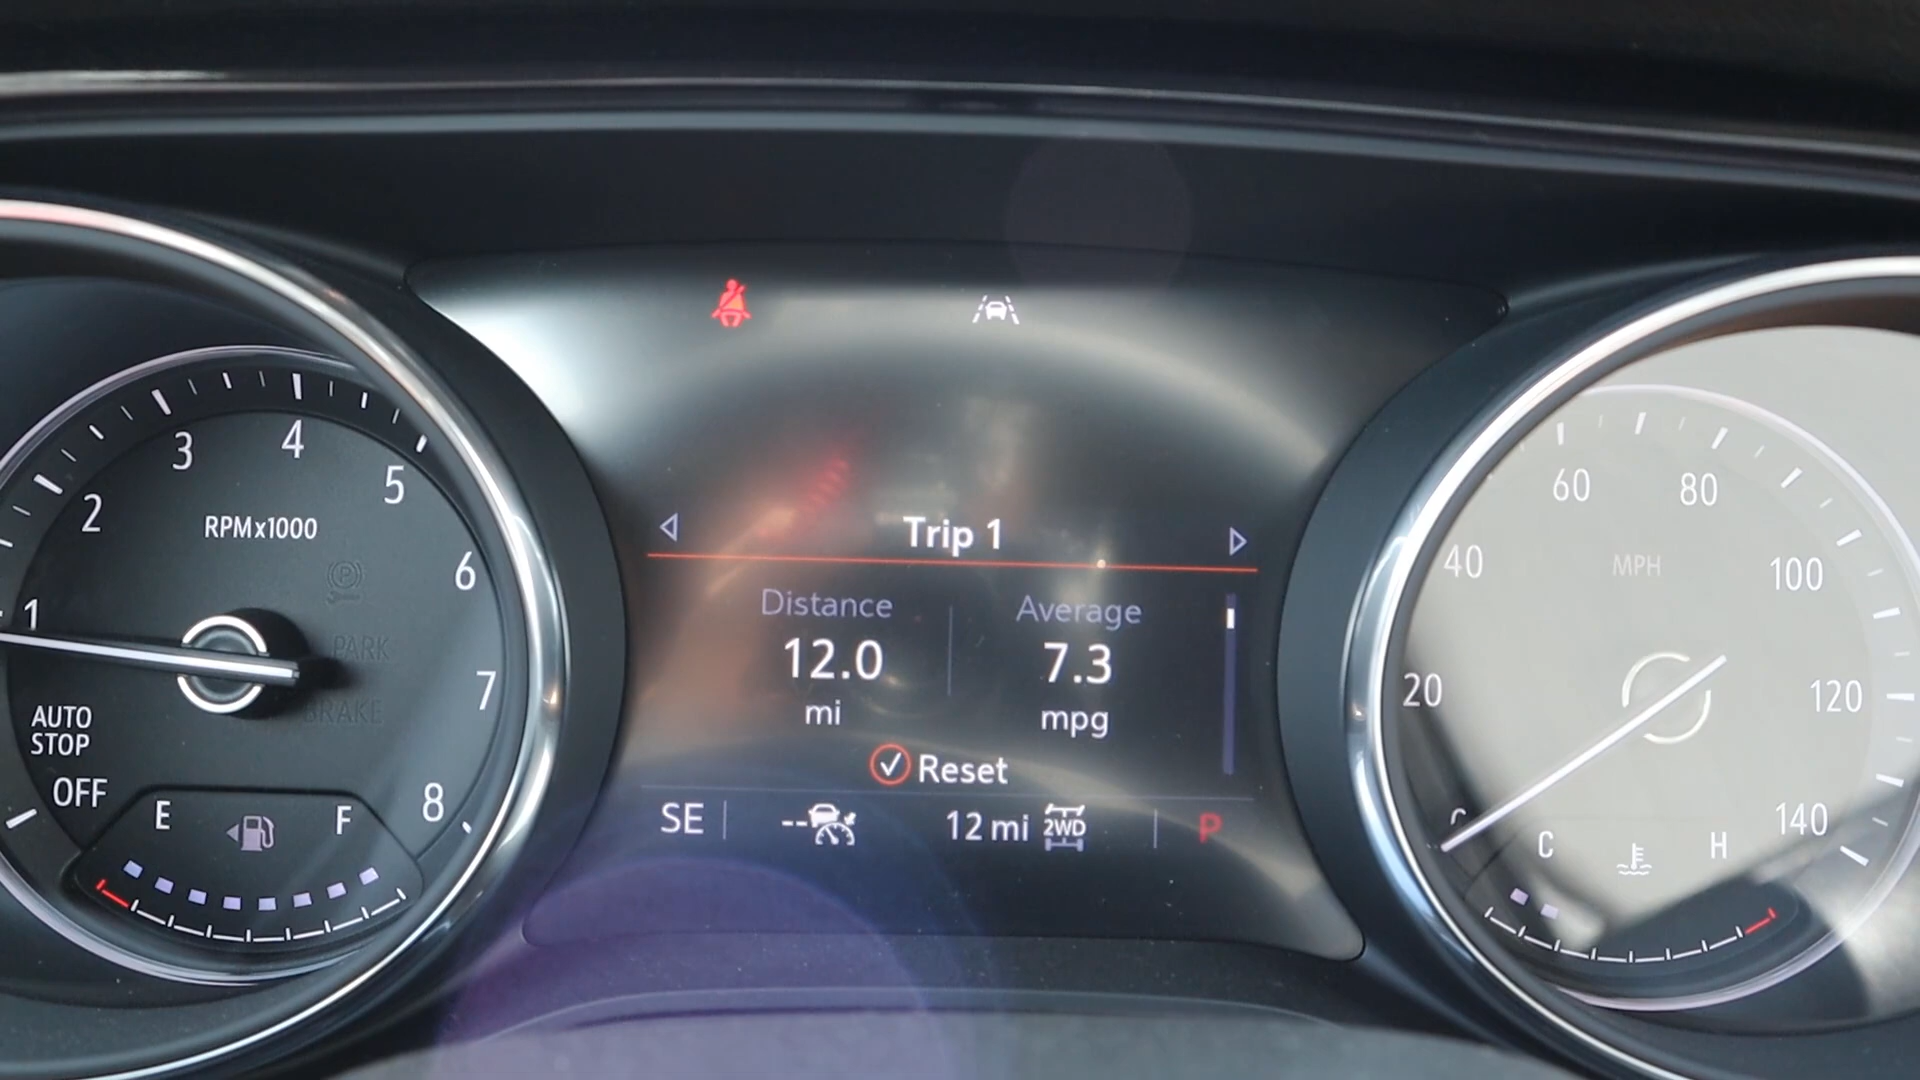 1
2
3
4
5
6
7
8
RPMx1000
PARK
BRAKE
AUTO
STOP
OFF
E
F
Trip 1
Distance
Average
12.0
7.3
mi
mpg
Reset
SE
--
12 mi
2WD
P
20
40
60
80
100
120
140
MPH
C
H